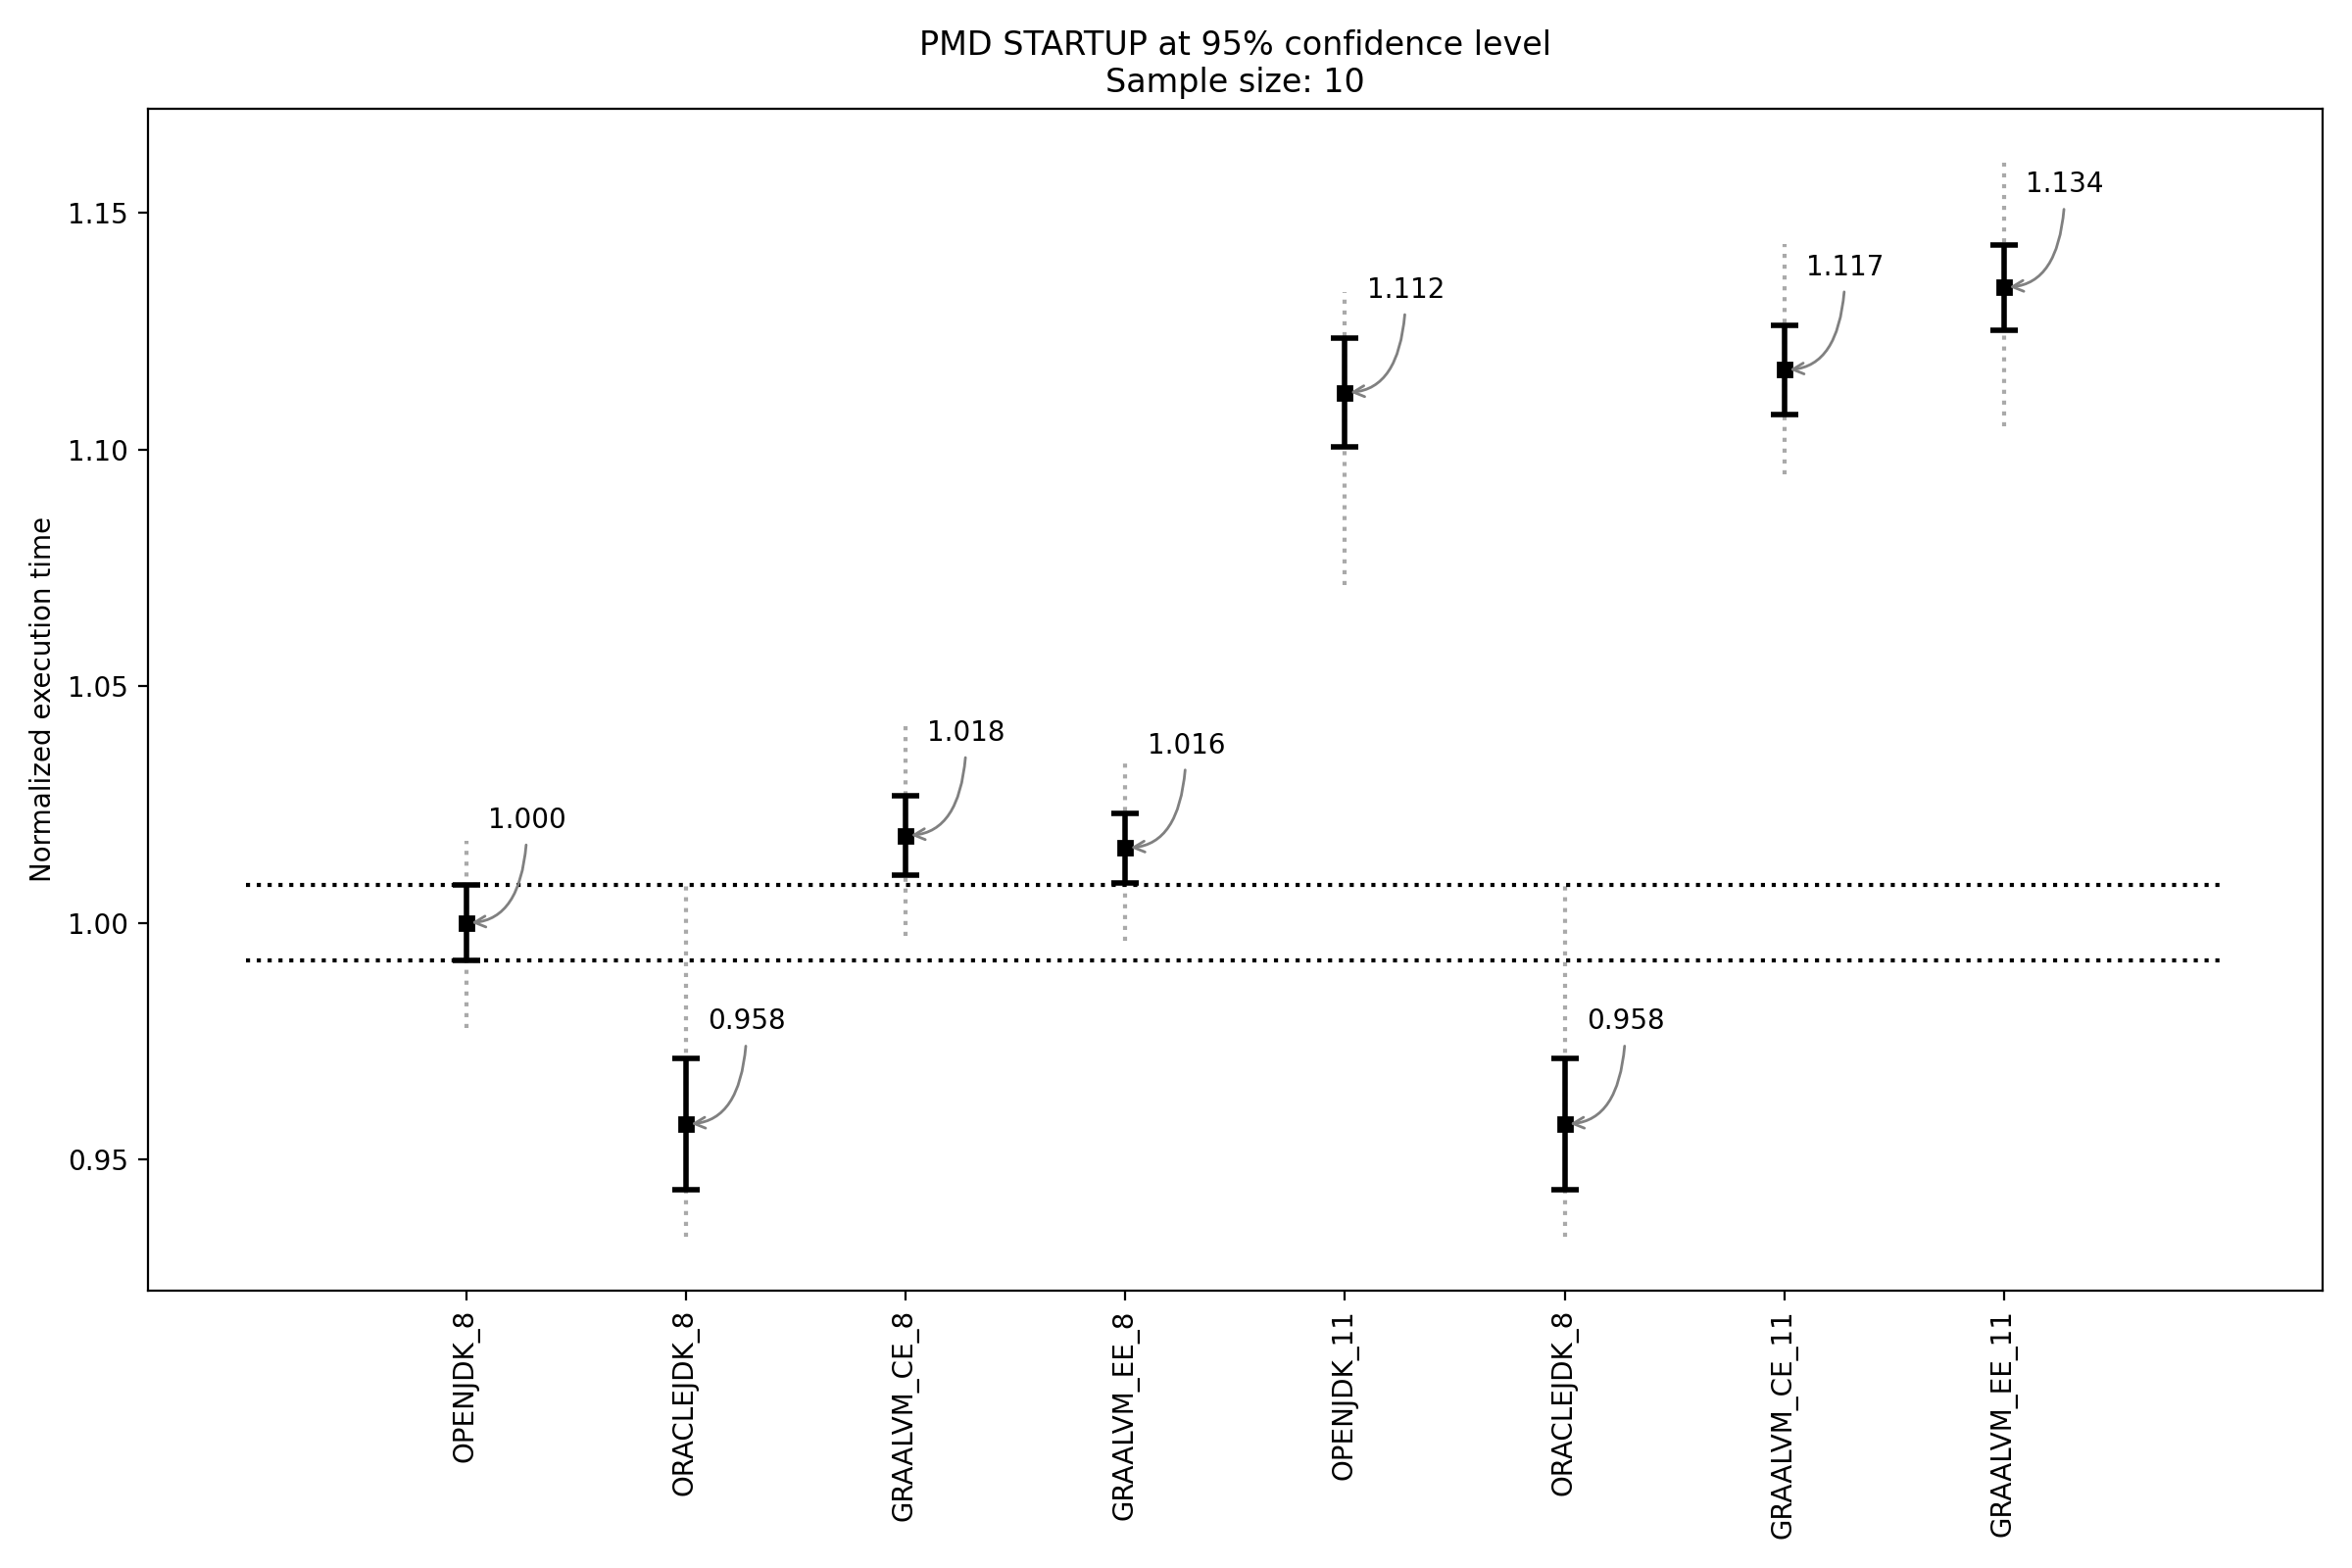 PMD STARTUP at 95% confidence level
Sample size: 10
Normalized execution time
1.15
1.10
1.05
1.00
0.95
1.000
0.958
1.018
1.016
1.112
0.958
1.117
1.134
OPENJDK_8
ORACLEJDK_8
GRAALVM_CE_8
GRAALVM_EE_8
OPENJDK_11
ORACLEJDK_8
GRAALVM_CE_11
GRAALVM_EE_11